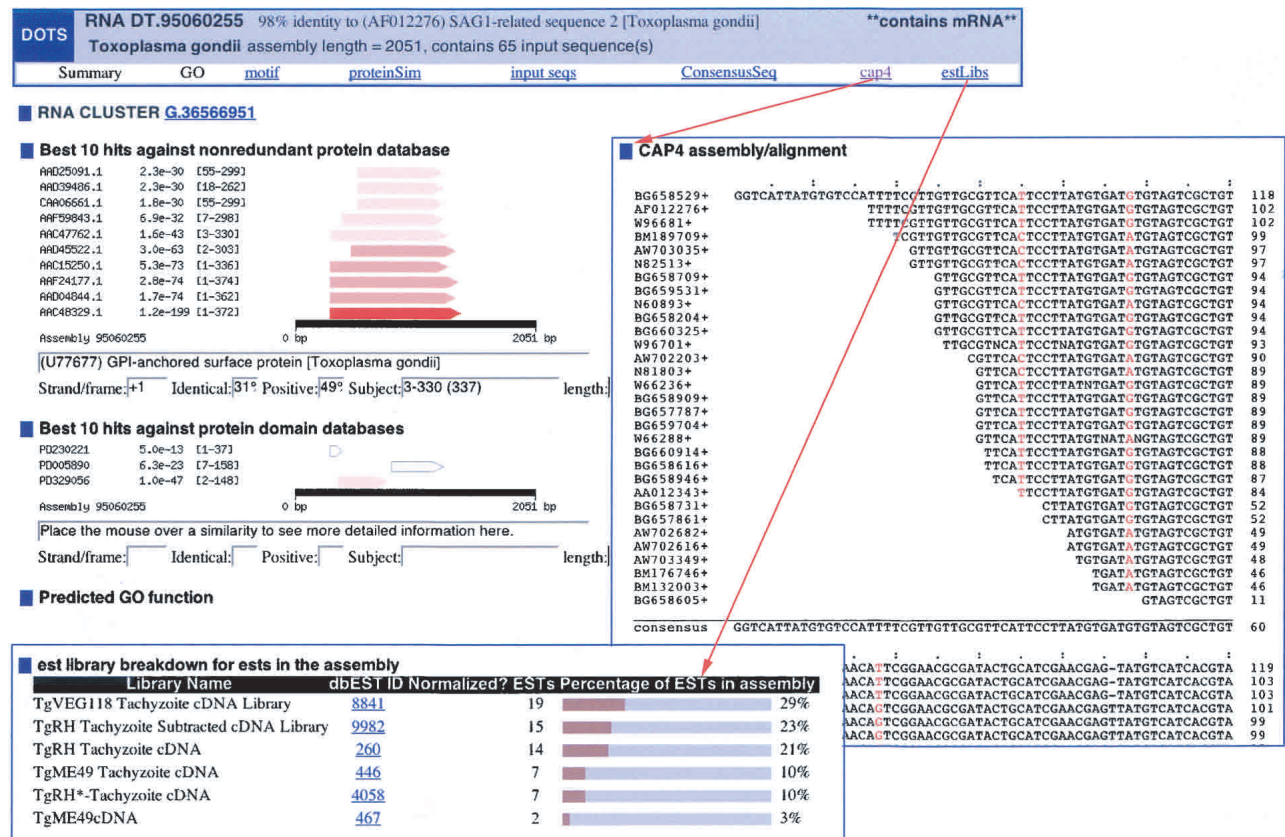 DOTS
RNA DT.95060255 98% identity to (AF012276) SAG1-related sequence 2 [Toxoplasma gondii] **contains mRNA**
Toxoplasma gondii assembly length = 2051, contains 65 input sequence(s)
Summary GO motif proteinSim input seqs ConsensusSeq cap4 estLibs
RNA CLUSTER G.36566951
Best 10 hits against nonredundant protein database
AAD25091.1 2.3e-30 [55-299]
AAD39486.1 2.3e-30 [18-262]
CAA06661.1 1.8e-30 [55-299]
AAF59843.1 6.9e-32 [7-298]
AAC47762.1 1.6e-43 [3-330]
AAD45522.1 3.0e-63 [2-303]
AAC15250.1 5.3e-73 [1-336]
AAF24177.1 2.8e-74 [1-374]
AAD04844.1 1.7e-74 [1-362]
AAC48329.1 1.2e-199 [1-372]
Assembly 95060255 0 bp 2051 bp
(U77677) GPI-anchored surface protein [Toxoplasma gondii]
Strand/frame: +1 Identical: 31% Positive: 49% Subject: 3-330 (337) length:
Best 10 hits against protein domain databases
PD230221 5.0e-13 [1-37]
PD005890 6.3e-23 [7-158]
PD329056 1.0e-47 [2-148]
Assembly 95060255 0 bp 2051 bp
Place the mouse over a similarity to see more detailed information here.
Strand/frame: Identical: Positive: Subject: length:
Predicted GO function
CAP4 assembly/alignment
BG658529+ GGTCATTATGTGTCCATTTTCGTTGTTGCGTTCATTCCTTATGTGATGTGTAGTCGCTGT 118
AF012276+ TTTTCGTTGTTGCGTTCATTCCTTATGTGATGTGTAGTCGCTGT 102
W96681+ TTTTCGTTGTTGCGTTCATTCCTTATGTGATGTGTAGTCGCTGT 102
BM189709+ TCGTTGTTGCGTTCACTCCTTATGTGATATGTAGTCGCTGT 99
AW703035+ GTTGTTGCGTTCACTCCTTATGTGATATGTAGTCGCTGT 97
N82513+ GTTGTTGCGTTCACTCCTTATGTGATATGTAGTCGCTGT 97
BG658709+ GTTGCGTTCATTCCTTATGTGATGTGTAGTCGCTGT 94
BG659531+ GTTGCGTTCATTCCTTATGTGATGTGTAGTCGCTGT 94
N60893+ GTTGCGTTCACTCCTTATGTGATATGTAGTCGCTGT 94
BG658204+ GTTGCGTTCATTCCTTATGTGATGTGTAGTCGCTGT 94
BG660325+ GTTGCGTTCATTCCTTATGTGATGTGTAGTCGCTGT 94
W96701+ TTGCGTNCATTCCTNATGTGATGTGTAGTCGCTGT 93
AW702203+ CGTTCACTCCTTATGTGATATGTAGTCGCTGT 90
N81803+ GTTCACTCCTTATGTGATATGTAGTCGCTGT 89
W66236+ GTTCATTCCTTATNTGATGTGTAGTCGCTGT 89
BG658909+ GTTCATTCCTTATGTGATGTGTAGTCGCTGT 89
BG657787+ GTTCATTCCTTATGTGATGTGTAGTCGCTGT 89
BG659704+ GTTCATTCCTTATGTGATGTGTAGTCGCTGT 89
W66288+ GTTCATTCCTTATGTNATANGTAGTCGCTGT 89
BG660914+ TTCATTCCTTATGTGATGTGTAGTCGCTGT 88
BG658616+ TTCATTCCTTATGTGATGTGTAGTCGCTGT 88
BG658946+ TCATTCCTTATGTGATGTGTAGTCGCTGT 87
AA012343+ TTCCTTATGTGATGTGTAGTCGCTGT 84
BG658731+ CTTATGTGATGTGTAGTCGCTGT 52
BG657861+ CTTATGTGATGTGTAGTCGCTGT 52
AW702682+ ATGTGATATGTAGTCGCTGT 49
AW702616+ ATGTGATATGTAGTCGCTGT 49
AW703349+ TGTGATATGTAGTCGCTGT 48
BM176746+ TGATATGTAGTCGCTGT 46
BM132003+ TGATATGTAGTCGCTGT 46
BG658605+ GTAGTCGCTGT 11
consensus GGTCATTATGTGTCCATTTTCGTTGTTGCGTTCATTCCTTATGTGATGTGTAGTCGCTGT 60
AACATTCGGAACGCGATACTGCATCGAACGAG-TATGTCATCACGTA 119
AACATTCGGAACGCGATACTGCATCGAACGAG-TATGTCATCACGTA 103
AACAGTCGGAACGCGATACTGCATCGAACGAGTTATGTCATCACGTA 101
AACAGTCGGAACGCGATACTGCATCGAACGAGTTATGTCATCACGTA 99
est library breakdown for ests in the assembly
Library Name dbEST ID Normalized? ESTs Percentage of ESTs in assembly
TgVEG118 Tachyzoite cDNA Library 8841 19 29%
TgRH Tachyzoite Subtracted cDNA Library 9982 15 23%
TgRH Tachyzoite cDNA 260 14 21%
TgME49 Tachyzoite cDNA 446 7 10%
TgRH*-Tachyzoite cDNA 4058 7 10%
TgME49cDNA 467 2 3%